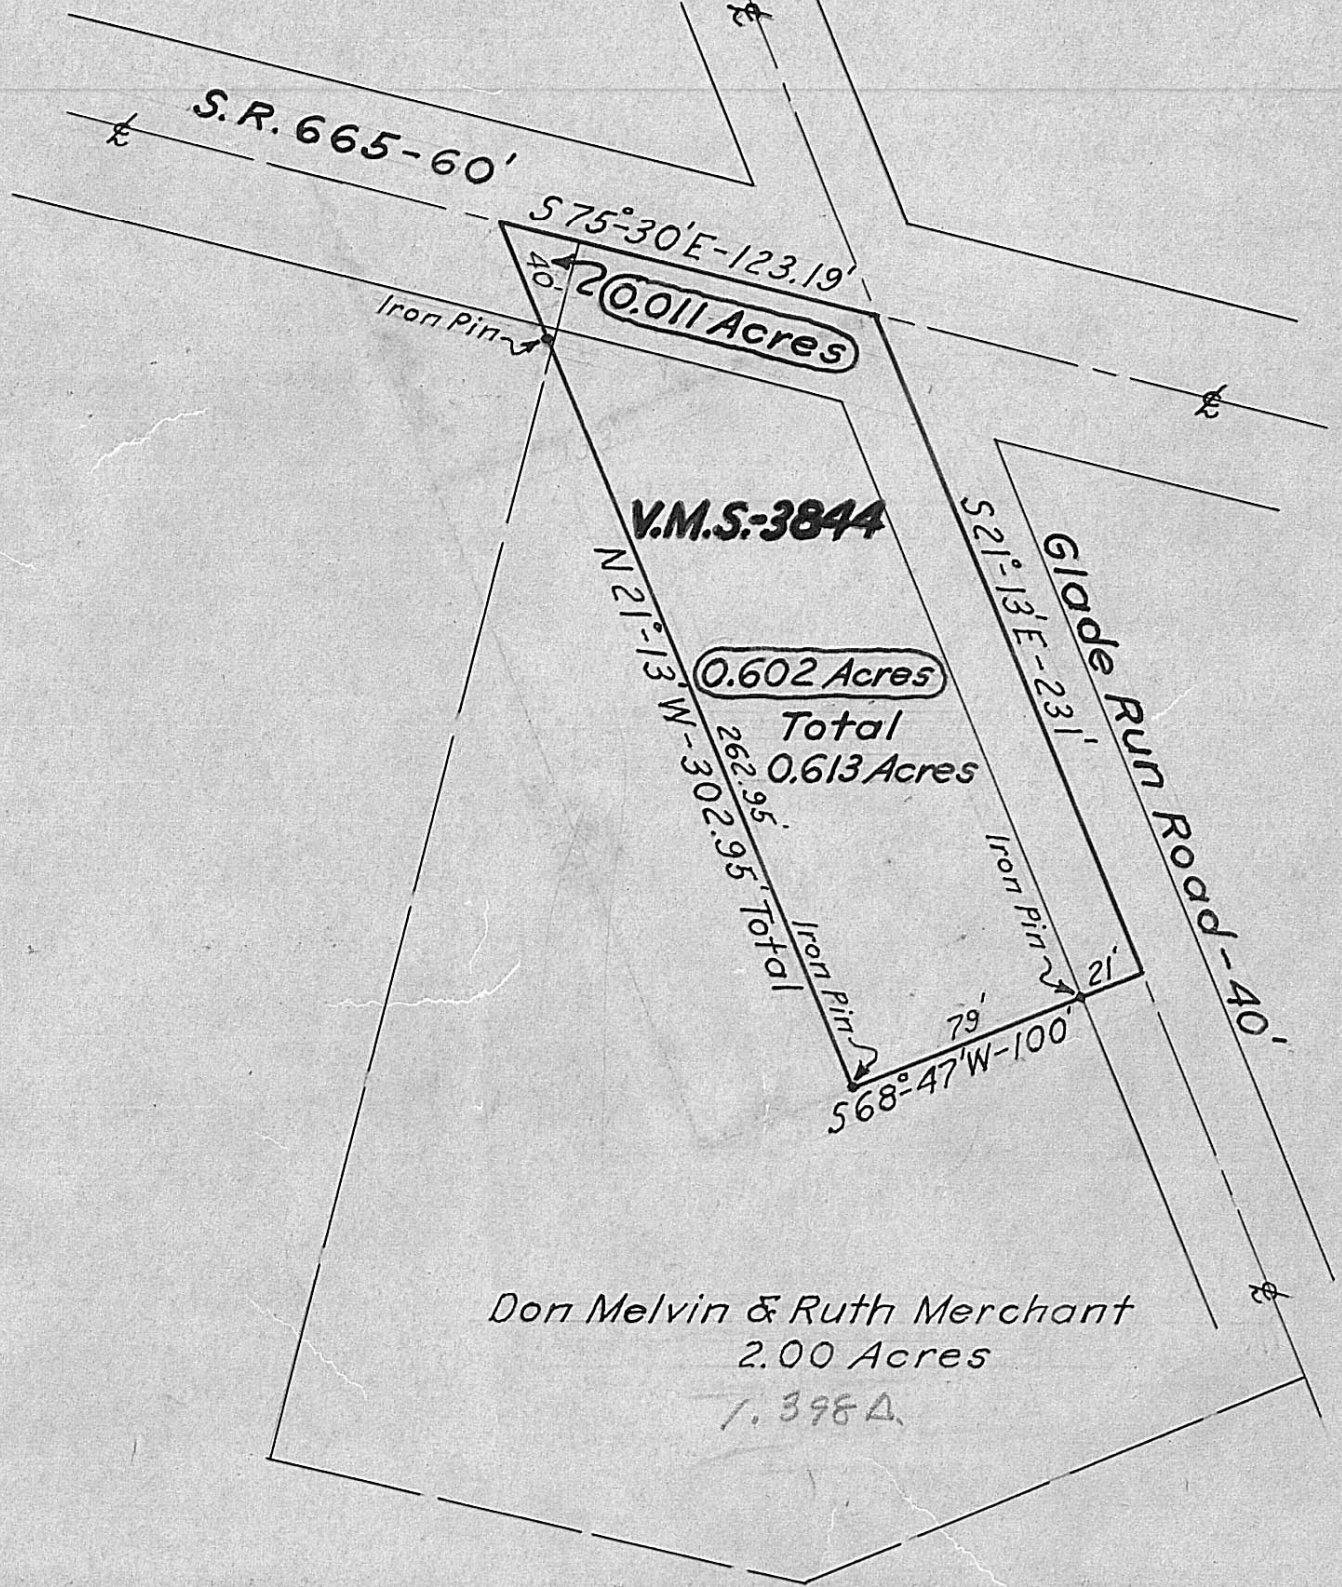 ℄
S.R. 665-60'
℄
S 75°-30'E-123.19'
40-
0.011 Acres
Iron Pin
℄
V.M.S.-3844
N 21°-13' W-302.95' Total
262.95'
S 21°-13' E-231'
Glade Run Road-40'
0.602 Acres
Total
0.613 Acres
Iron Pin
Iron Pin
21'
79'
S 68°-47'W-100'
℄
Don Melvin & Ruth Merchant
2.00 Acres
1.398 A.